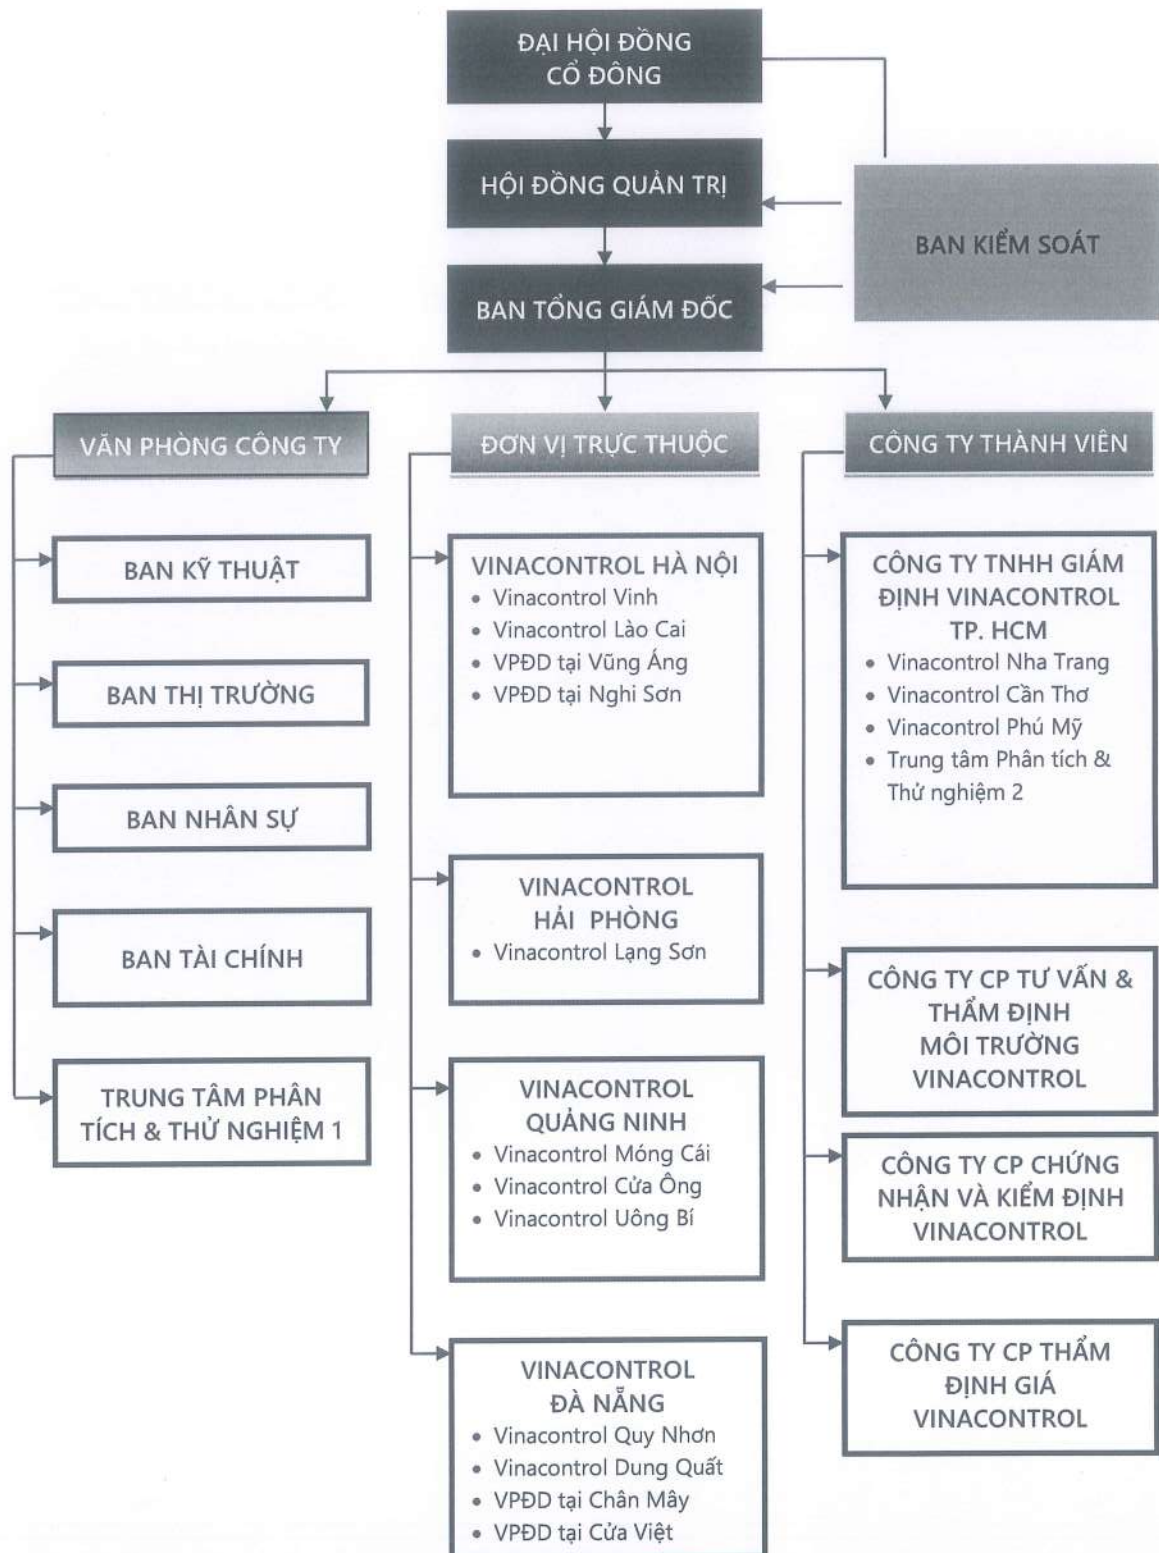 ĐẠI HỘI ĐỒNG
CỔ ĐÔNG
HỘI ĐỒNG QUẢN TRỊ
BAN KIỂM SOÁT
BAN TỔNG GIÁM ĐỐC
VĂN PHÒNG CÔNG TY
BAN KỸ THUẬT
BAN THỊ TRƯỜNG
BAN NHÂN SỰ
BAN TÀI CHÍNH
TRUNG TÂM PHÂN
TÍCH & THỬ NGHIỆM 1
ĐƠN VỊ TRỰC THUỘC
VINACONTROL HÀ NỘI
• Vinacontrol Vinh
• Vinacontrol Lào Cai
• VPĐD tại Vũng Áng
• VPĐD tại Nghi Sơn
VINACONTROL
HẢI PHÒNG
• Vinacontrol Lạng Sơn
VINACONTROL
QUẢNG NINH
• Vinacontrol Móng Cái
• Vinacontrol Cửa Ông
• Vinacontrol Uông Bí
VINACONTROL
ĐÀ NẴNG
• Vinacontrol Quy Nhơn
• Vinacontrol Dung Quất
• VPĐD tại Chân Mây
• VPĐD tại Cửa Việt
CÔNG TY THÀNH VIÊN
CÔNG TY TNHH GIÁM
ĐỊNH VINACONTROL
TP. HCM
• Vinacontrol Nha Trang
• Vinacontrol Cần Thơ
• Vinacontrol Phú Mỹ
• Trung tâm Phân tích &
Thử nghiệm 2
CÔNG TY CP TƯ VẤN &
THẨM ĐỊNH
MÔI TRƯỜNG
VINACONTROL
CÔNG TY CP CHỨNG
NHẬN VÀ KIỂM ĐỊNH
VINACONTROL
CÔNG TY CP THẨM
ĐỊNH GIÁ
VINACONTROL